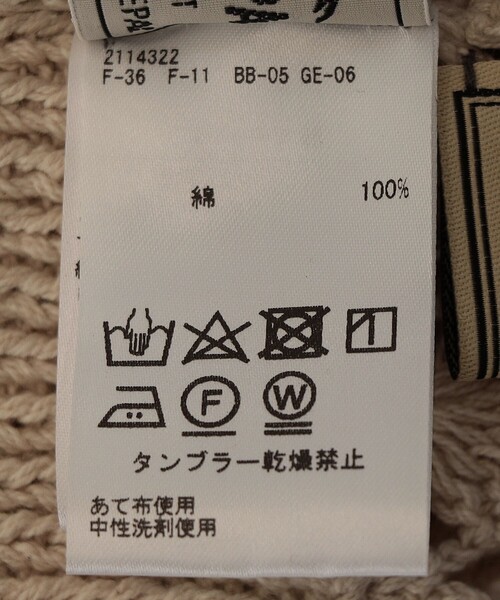 2114322
F-36 F-11 BB-05 GE-06
綿 100%
F W
タンブラー乾燥禁止
あて布使用
中性洗剤使用